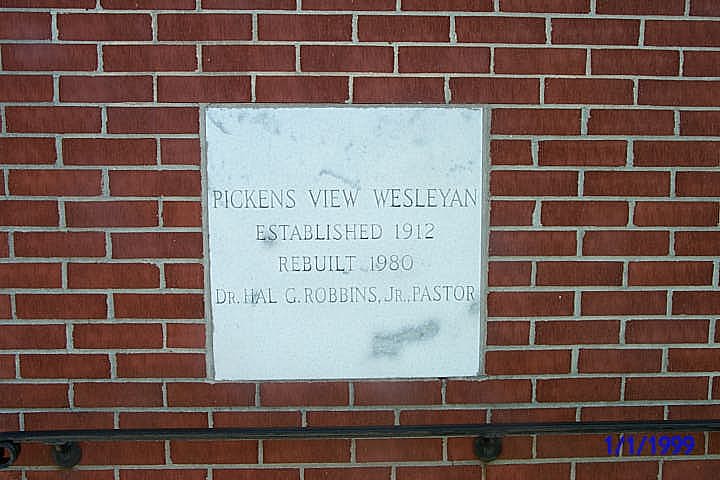 PICKENS VIEW WESLEYAN
ESTABLISHED 1912
REBUILT 1980
DR. HAL G. ROBBINS, JR., PASTOR
1/1/1999